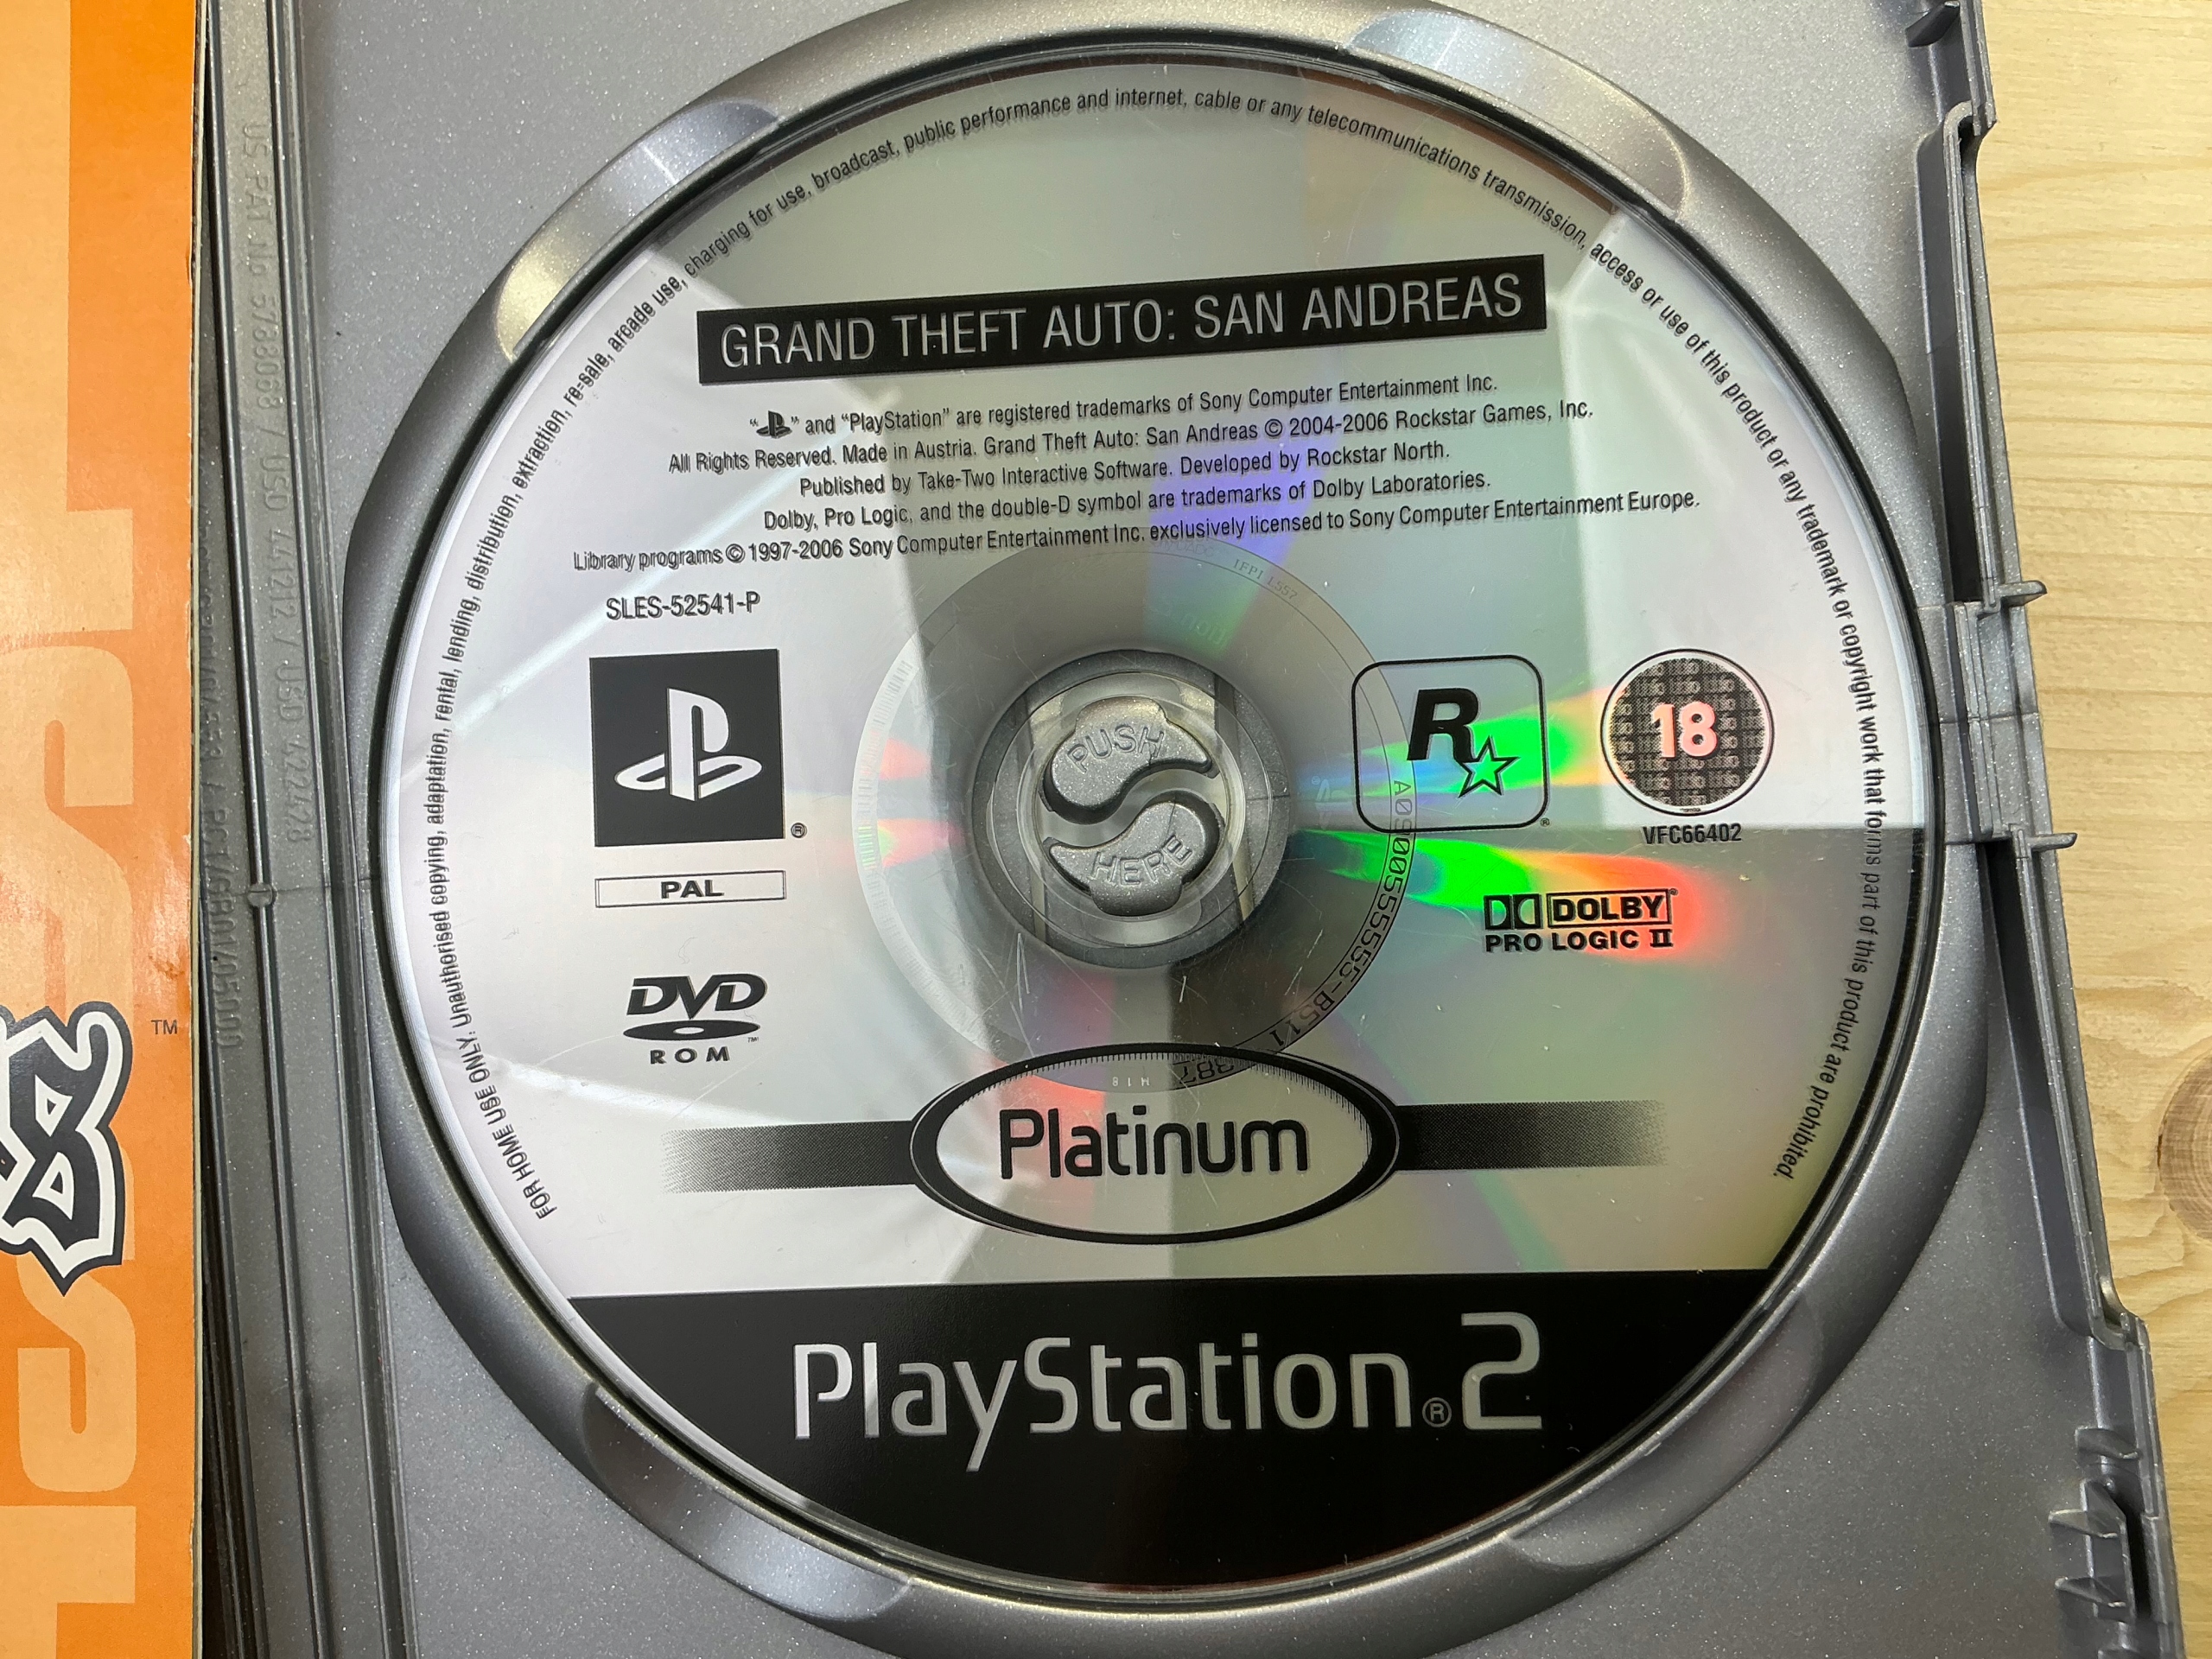 FOR HOME USE ONLY: Unauthorised copying, adaptation, rental, lending, distribution, extraction, re-sale, arcade use, charging for use, broadcast, public performance and internet, cable or any telecommunications transmission, access or use of this product or any trademark or copyright work that forms part of this product are prohibited.
GRAND THEFT AUTO: SAN ANDREAS
“ ” and “PlayStation” are registered trademarks of Sony Computer Entertainment Inc.
All Rights Reserved. Made in Austria. Grand Theft Auto: San Andreas © 2004-2006 Rockstar Games, Inc.
Published by Take-Two Interactive Software. Developed by Rockstar North.
Dolby, Pro Logic, and the double-D symbol are trademarks of Dolby Laboratories.
Library programs © 1997-2006 Sony Computer Entertainment Inc. exclusively licensed to Sony Computer Entertainment Europe.
IFPI L557
SLES-52541-P
®
PAL
DVD
ROM
™
PUSH
HERE
R
®
18
VFC66402
DOLBY
PRO LOGIC II
Platinum
PlayStation®2
TM